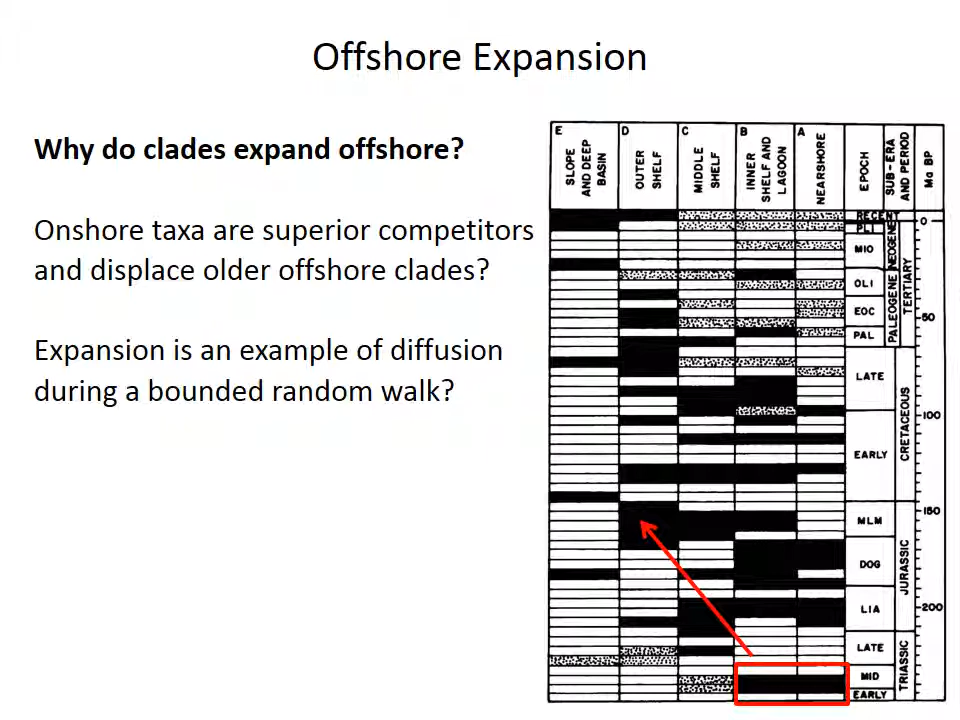 Offshore Expansion
Why do clades expand offshore?
Onshore taxa are superior competitors
and displace older offshore clades?
Expansion is an example of diffusion
during a bounded random walk?
E
SLOPE
AND DEEP
BASIN
D
OUTER
SHELF
C
MIDDLE
SHELF
B
INNER
SHELF AND
LAGOON
A
NEARSHORE
EPOCH
SUB-ERA
AND PERIOD
Ma BP
RECENT
PLI
MIO
OLI
EOC
PAL
LATE
EARLY
MLM
DOG
LIA
LATE
MID
EARLY
NEOGENE
PALEOGENE
TERTIARY
CRETACEOUS
JURASSIC
TRIASSIC
0
50
100
150
200